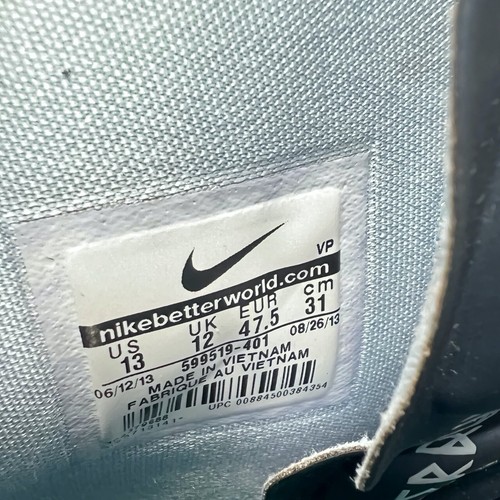 VP
nikebetterworld.com
US UK EUR cm
13 12 47.5 31
599519-401
06/12/13 08/26/13
MADE IN VIETNAM
FABRIQUE AU VIETNAM
UPC 00884500384354